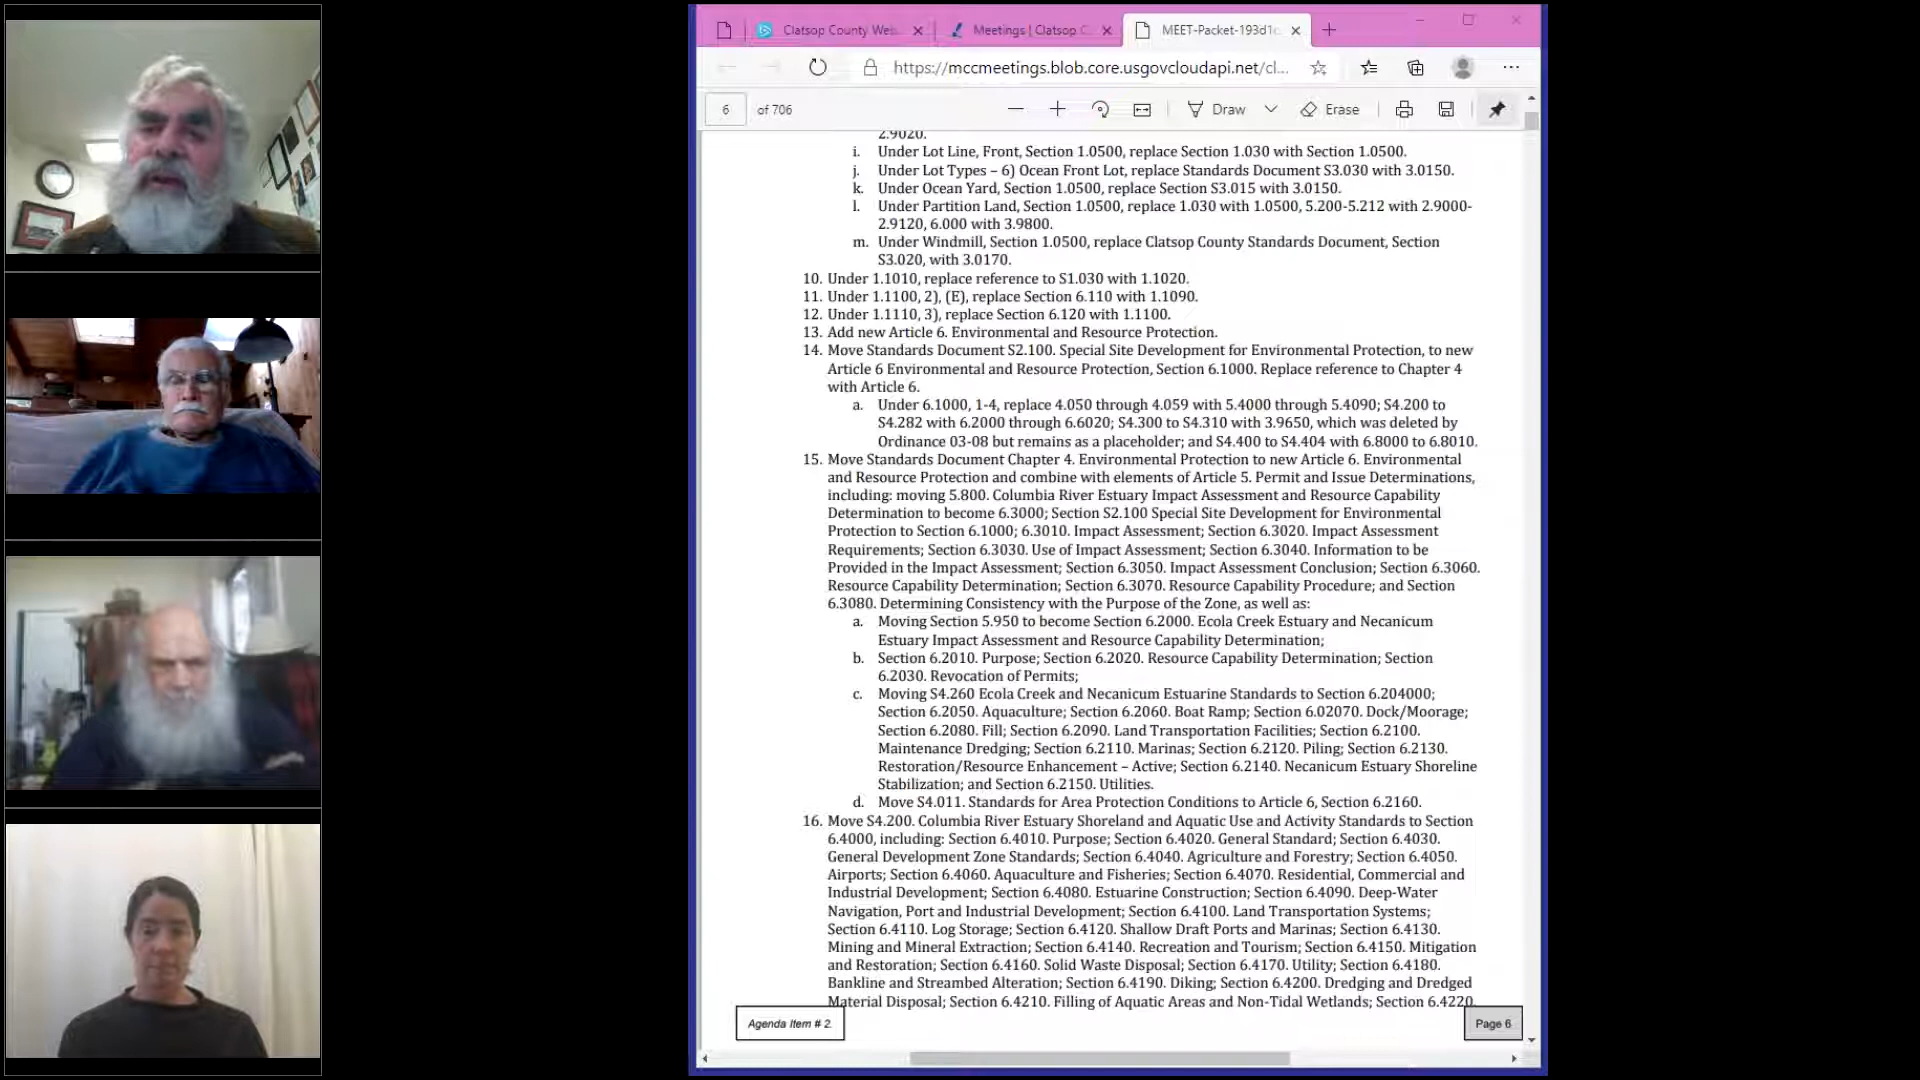 Clatsop County Web
Meetings | Clatsop C
MEET-Packet-193d1c
https://mccmeetings.blob.core.usgovcloudapi.net/cl...
6 of 706
Draw
Erase
2.9020.
i. Under Lot Line, Front, Section 1.0500, replace Section 1.030 with Section 1.0500.
j. Under Lot Types – 6) Ocean Front Lot, replace Standards Document S3.030 with 3.0150.
k. Under Ocean Yard, Section 1.0500, replace Section S3.015 with 3.0150.
l. Under Partition Land, Section 1.0500, replace 1.030 with 1.0500, 5.200-5.212 with 2.9000-
2.9120, 6.000 with 3.9800.
m. Under Windmill, Section 1.0500, replace Clatsop County Standards Document, Section
S3.020, with 3.0170.
10. Under 1.1010, replace reference to S1.030 with 1.1020.
11. Under 1.1100, 2), (E), replace Section 6.110 with 1.1090.
12. Under 1.1110, 3), replace Section 6.120 with 1.1100.
13. Add new Article 6. Environmental and Resource Protection.
14. Move Standards Document S2.100. Special Site Development for Environmental Protection, to new
Article 6 Environmental and Resource Protection, Section 6.1000. Replace reference to Chapter 4
with Article 6.
a. Under 6.1000, 1-4, replace 4.050 through 4.059 with 5.4000 through 5.4090; S4.200 to
S4.282 with 6.2000 through 6.6020; S4.300 to S4.310 with 3.9650, which was deleted by
Ordinance 03-08 but remains as a placeholder; and S4.400 to S4.404 with 6.8000 to 6.8010.
15. Move Standards Document Chapter 4. Environmental Protection to new Article 6. Environmental
and Resource Protection and combine with elements of Article 5. Permit and Issue Determinations,
including: moving 5.800. Columbia River Estuary Impact Assessment and Resource Capability
Determination to become 6.3000; Section S2.100 Special Site Development for Environmental
Protection to Section 6.1000; 6.3010. Impact Assessment; Section 6.3020. Impact Assessment
Requirements; Section 6.3030. Use of Impact Assessment; Section 6.3040. Information to be
Provided in the Impact Assessment; Section 6.3050. Impact Assessment Conclusion; Section 6.3060.
Resource Capability Determination; Section 6.3070. Resource Capability Procedure; and Section
6.3080. Determining Consistency with the Purpose of the Zone, as well as:
a. Moving Section 5.950 to become Section 6.2000. Ecola Creek Estuary and Necanicum
Estuary Impact Assessment and Resource Capability Determination;
b. Section 6.2010. Purpose; Section 6.2020. Resource Capability Determination; Section
6.2030. Revocation of Permits;
c. Moving S4.260 Ecola Creek and Necanicum Estuarine Standards to Section 6.204000;
Section 6.2050. Aquaculture; Section 6.2060. Boat Ramp; Section 6.02070. Dock/Moorage;
Section 6.2080. Fill; Section 6.2090. Land Transportation Facilities; Section 6.2100.
Maintenance Dredging; Section 6.2110. Marinas; Section 6.2120. Piling; Section 6.2130.
Restoration/Resource Enhancement – Active; Section 6.2140. Necanicum Estuary Shoreline
Stabilization; and Section 6.2150. Utilities.
d. Move S4.011. Standards for Area Protection Conditions to Article 6, Section 6.2160.
16. Move S4.200. Columbia River Estuary Shoreland and Aquatic Use and Activity Standards to Section
6.4000, including: Section 6.4010. Purpose; Section 6.4020. General Standard; Section 6.4030.
General Development Zone Standards; Section 6.4040. Agriculture and Forestry; Section 6.4050.
Airports; Section 6.4060. Aquaculture and Fisheries; Section 6.4070. Residential, Commercial and
Industrial Development; Section 6.4080. Estuarine Construction; Section 6.4090. Deep-Water
Navigation, Port and Industrial Development; Section 6.4100. Land Transportation Systems;
Section 6.4110. Log Storage; Section 6.4120. Shallow Draft Ports and Marinas; Section 6.4130.
Mining and Mineral Extraction; Section 6.4140. Recreation and Tourism; Section 6.4150. Mitigation
and Restoration; Section 6.4160. Solid Waste Disposal; Section 6.4170. Utility; Section 6.4180.
Bankline and Streambed Alteration; Section 6.4190. Diking; Section 6.4200. Dredging and Dredged
Material Disposal; Section 6.4210. Filling of Aquatic Areas and Non-Tidal Wetlands; Section 6.4220.
Agenda Item # 2.
Page 6